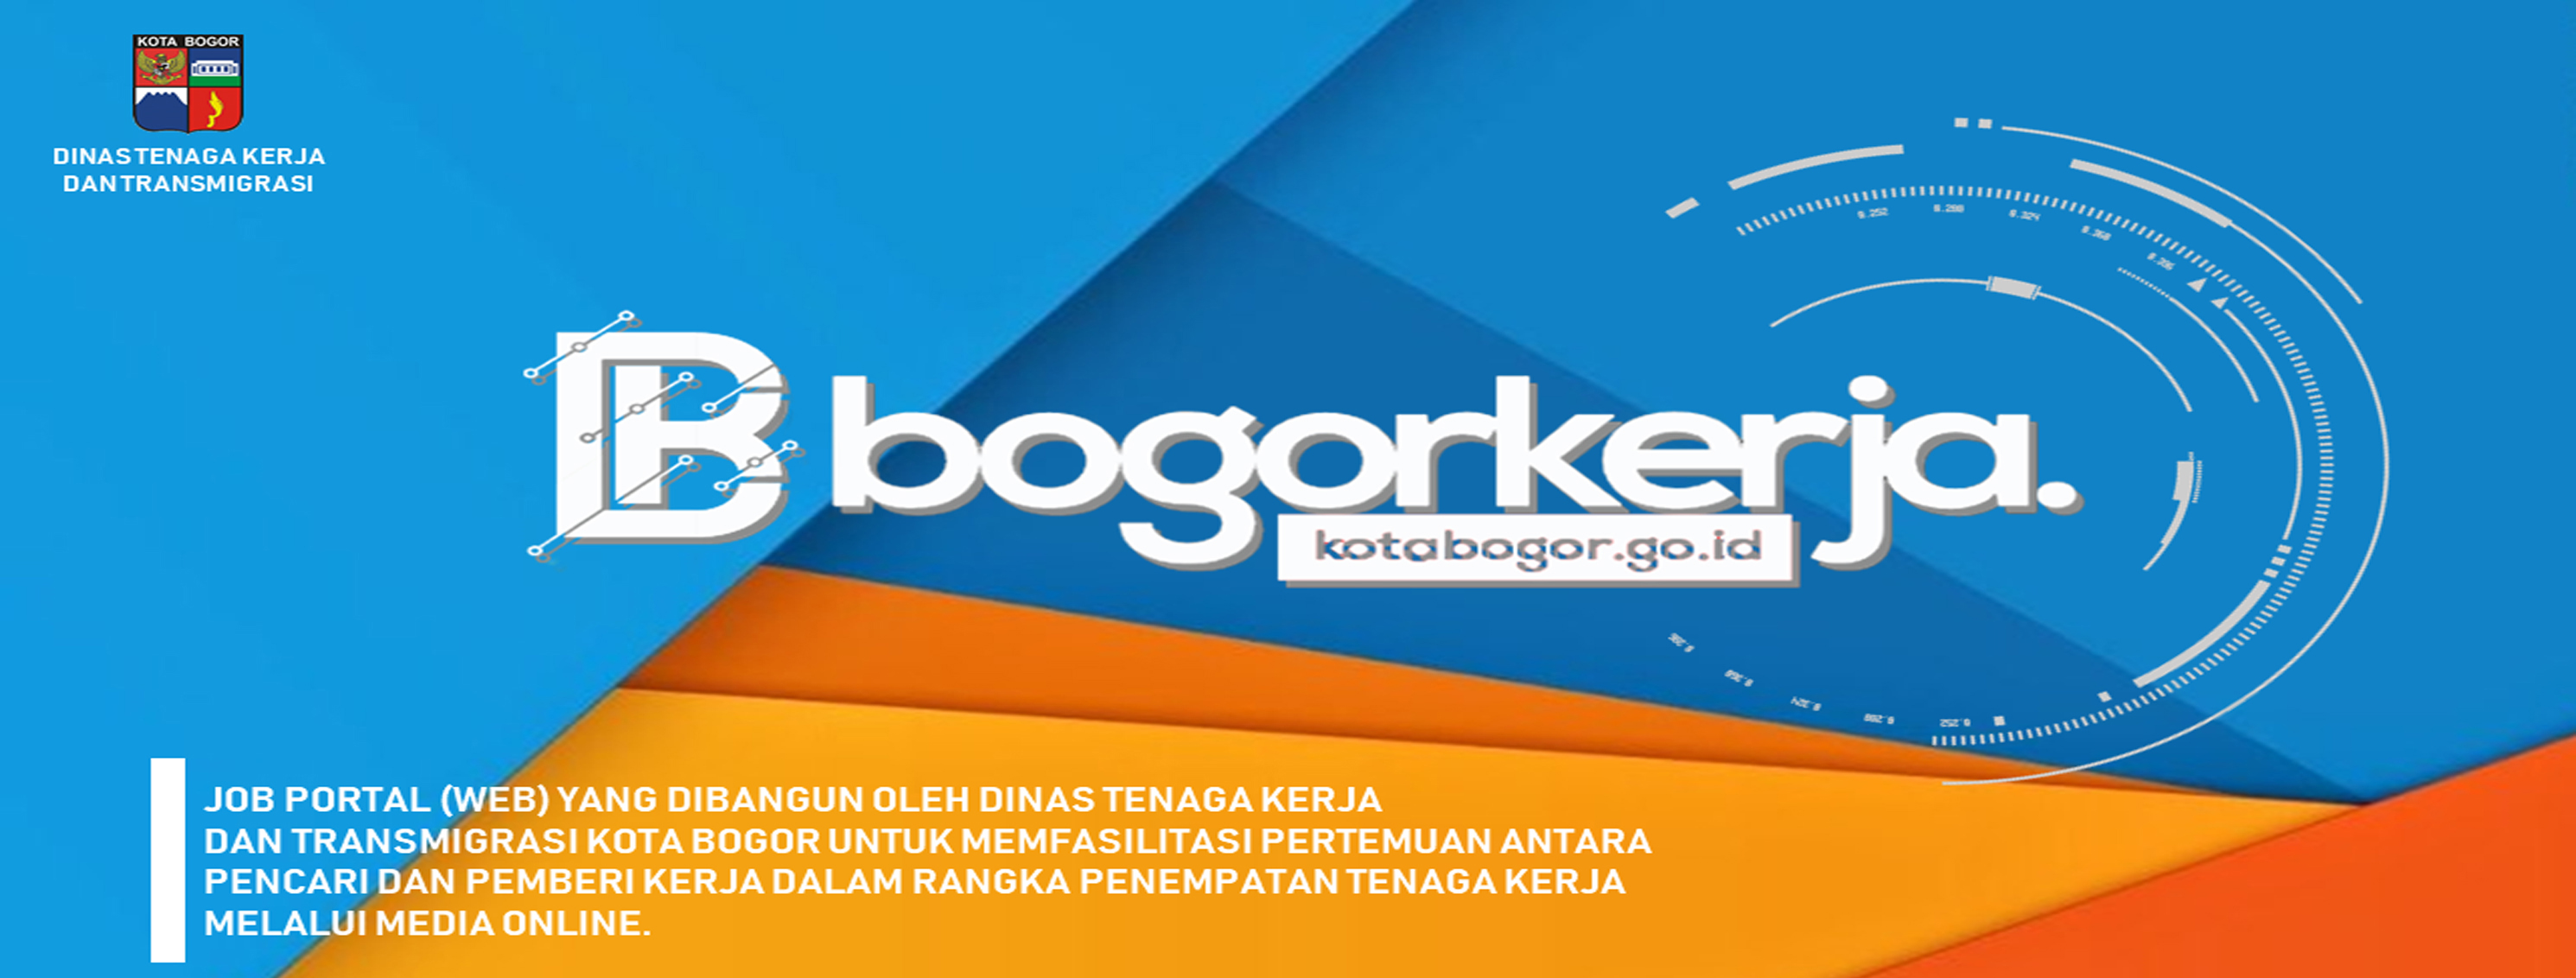 KOTA BOGOR
DINAS TENAGA KERJA
DAN TRANSMIGRASI
bogorkerja.
kotabogor.go.id
JOB PORTAL (WEB) YANG DIBANGUN OLEH DINAS TENAGA KERJA
DAN TRANSMIGRASI KOTA BOGOR UNTUK MEMFASILITASI PERTEMUAN ANTARA
PENCARI DAN PEMBERI KERJA DALAM RANGKA PENEMPATAN TENAGA KERJA
MELALUI MEDIA ONLINE.